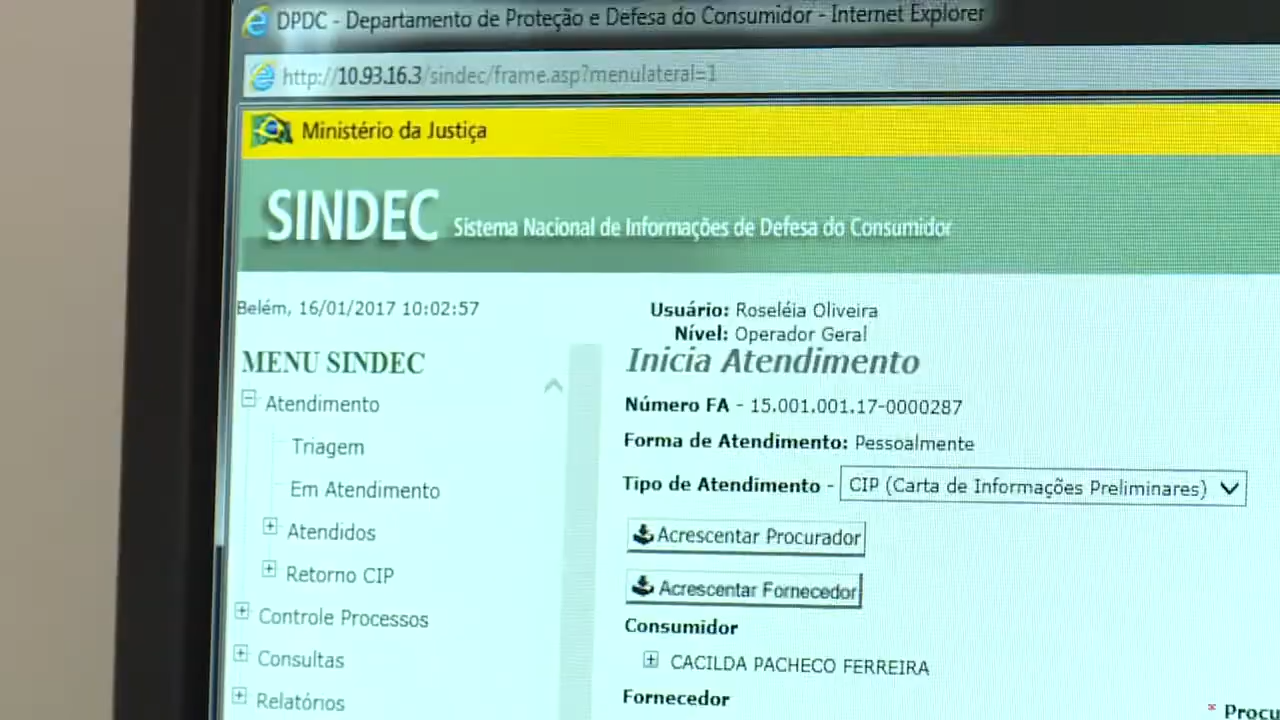 DPDC - Departamento de Proteção e Defesa do Consumidor - Internet Explorer
http://10.93.16.3/sindec/frame.asp?menulateral=1
Ministério da Justiça
SINDEC Sistema Nacional de Informações de Defesa do Consumidor
Belém, 16/01/2017 10:02:57
Usuário: Roseléia Oliveira
Nível: Operador Geral
MENU SINDEC
Atendimento
Triagem
Em Atendimento
Atendidos
Retorno CIP
Controle Processos
Consultas
Relatórios
Inicia Atendimento
Número FA - 15.001.001.17-0000287
Forma de Atendimento: Pessoalmente
Tipo de Atendimento - CIP (Carta de Informações Preliminares)
Acrescentar Procurador
Acrescentar Fornecedor
Consumidor
CACILDA PACHECO FERREIRA
Fornecedor
* Procu